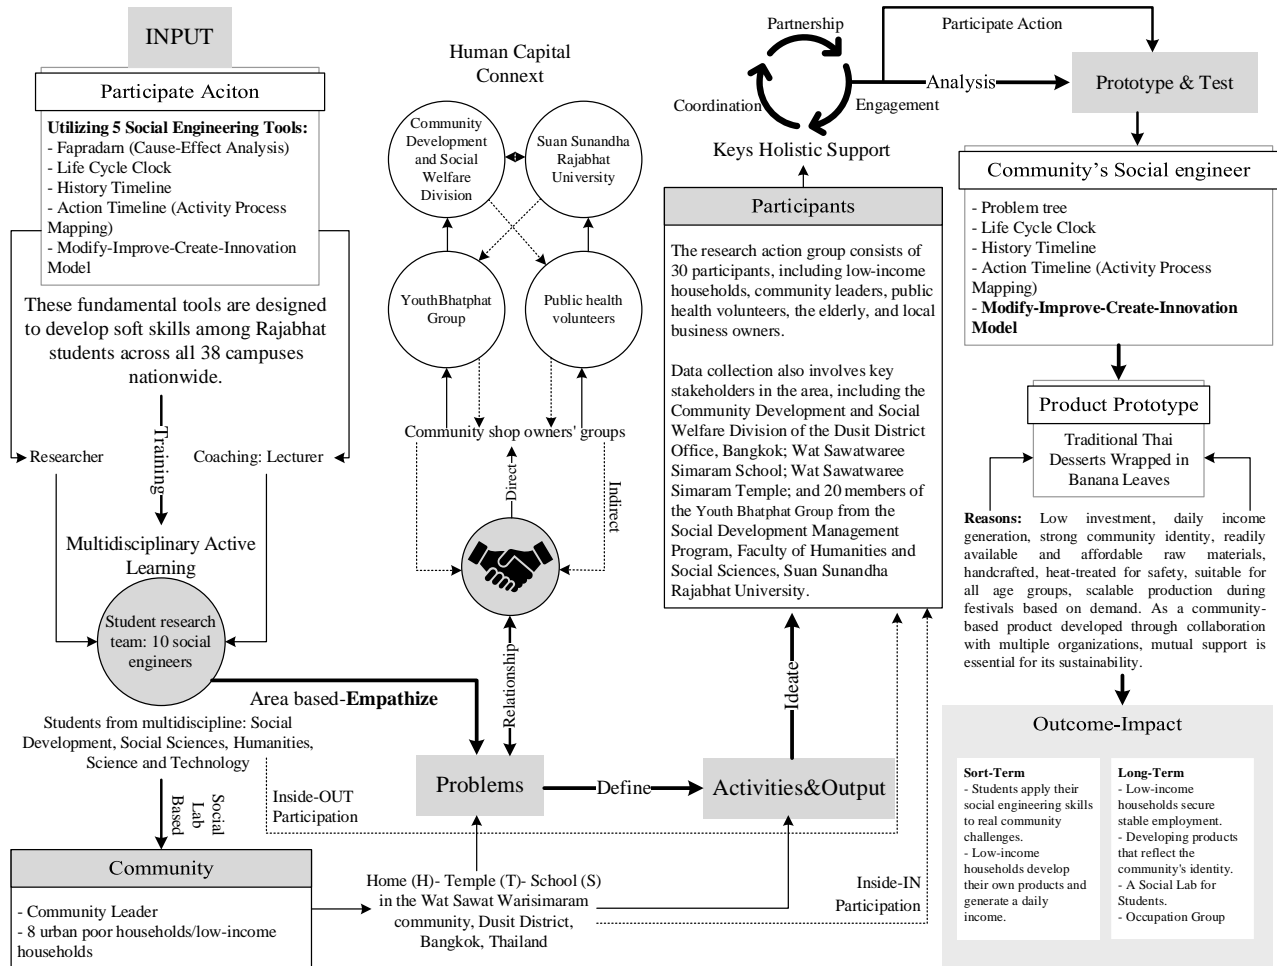 INPUT
Participate Aciton
Utilizing 5 Social Engineering Tools:
- Fapradarn (Cause-Effect Analysis)
- Life Cycle Clock
- History Timeline
- Action Timeline (Activity Process
Mapping)
- Modify-Improve-Create-Innovation
Model
These fundamental tools are designed
to develop soft skills among Rajabhat
students across all 38 campuses
nationwide.
Training
Researcher
Coaching: Lecturer
Multidisciplinary Active
Learning
Student research
team: 10 social
engineers
Area based-Empathize
Students from multidiscipline: Social
Development, Social Sciences, Humanities,
Science and Technology
Social
Lab
Based
Inside-OUT
Participation
Community
- Community Leader
- 8 urban poor households/low-income
households
Human Capital
Connext
Community
Development
and Social
Welfare
Division
Suan Sunandha
Rajabhat
University
YouthBhatphat
Group
Public health
volunteers
Community shop owners' groups
Direct
Indirect
Relationship
Problems
Define
Activities&Output
Home (H)- Temple (T)- School (S)
in the Wat Sawat Warisimaram
community, Dusit District,
Bangkok, Thailand
Inside-IN
Participation
Ideate
Partnership
Coordination
Engagement
Keys Holistic Support
Participants
The research action group consists of
30 participants, including low-income
households, community leaders, public
health volunteers, the elderly, and local
business owners.
Data collection also involves key
stakeholders in the area, including the
Community Development and Social
Welfare Division of the Dusit District
Office, Bangkok; Wat Sawatwaree
Simaram School; Wat Sawatwaree
Simaram Temple; and 20 members of
the Youth Bhatphat Group from the
Social Development Management
Program, Faculty of Humanities and
Social Sciences, Suan Sunandha
Rajabhat University.
Participate Action
Analysis
Prototype & Test
Community's Social engineer
- Problem tree
- Life Cycle Clock
- History Timeline
- Action Timeline (Activity Process
Mapping)
- Modify-Improve-Create-Innovation
Model
Product Prototype
Traditional Thai
Desserts Wrapped in
Banana Leaves
Reasons: Low investment, daily income
generation, strong community identity, readily
available and affordable raw materials,
handcrafted, heat-treated for safety, suitable for
all age groups, scalable production during
festivals based on demand. As a community-
based product developed through collaboration
with multiple organizations, mutual support is
essential for its sustainability.
Outcome-Impact
Sort-Term
- Students apply their
social engineering skills
to real community
challenges.
- Low-income
households develop
their own products and
generate a daily
income.
Long-Term
- Low-income
households secure
stable employment.
- Developing products
that reflect the
community's identity.
- A Social Lab for
Students.
- Occupation Group